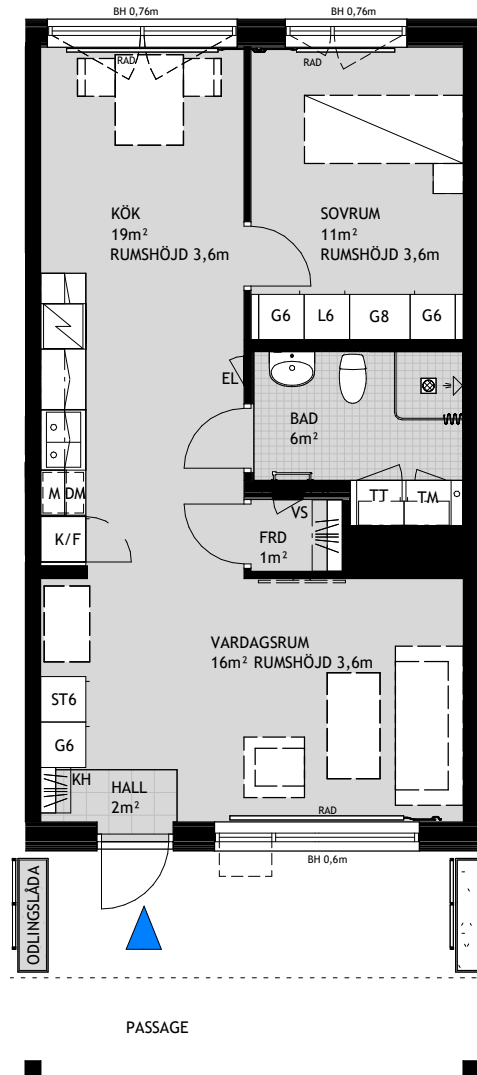 BH 0,76m
BH 0,76m
RAD
RAD
KÖK
19m²
RUMSHÖJD 3,6m
SOVRUM
11m²
RUMSHÖJD 3,6m
G6
L6
G8
G6
EL
BAD
6m²
M
DM
TT
TM
VS
K/F
FRD
1m²
VARDAGSRUM
16m² RUMSHÖJD 3,6m
ST6
G6
KH
HALL
2m²
RAD
BH 0,6m
ODLINGSLÅDA
PASSAGE